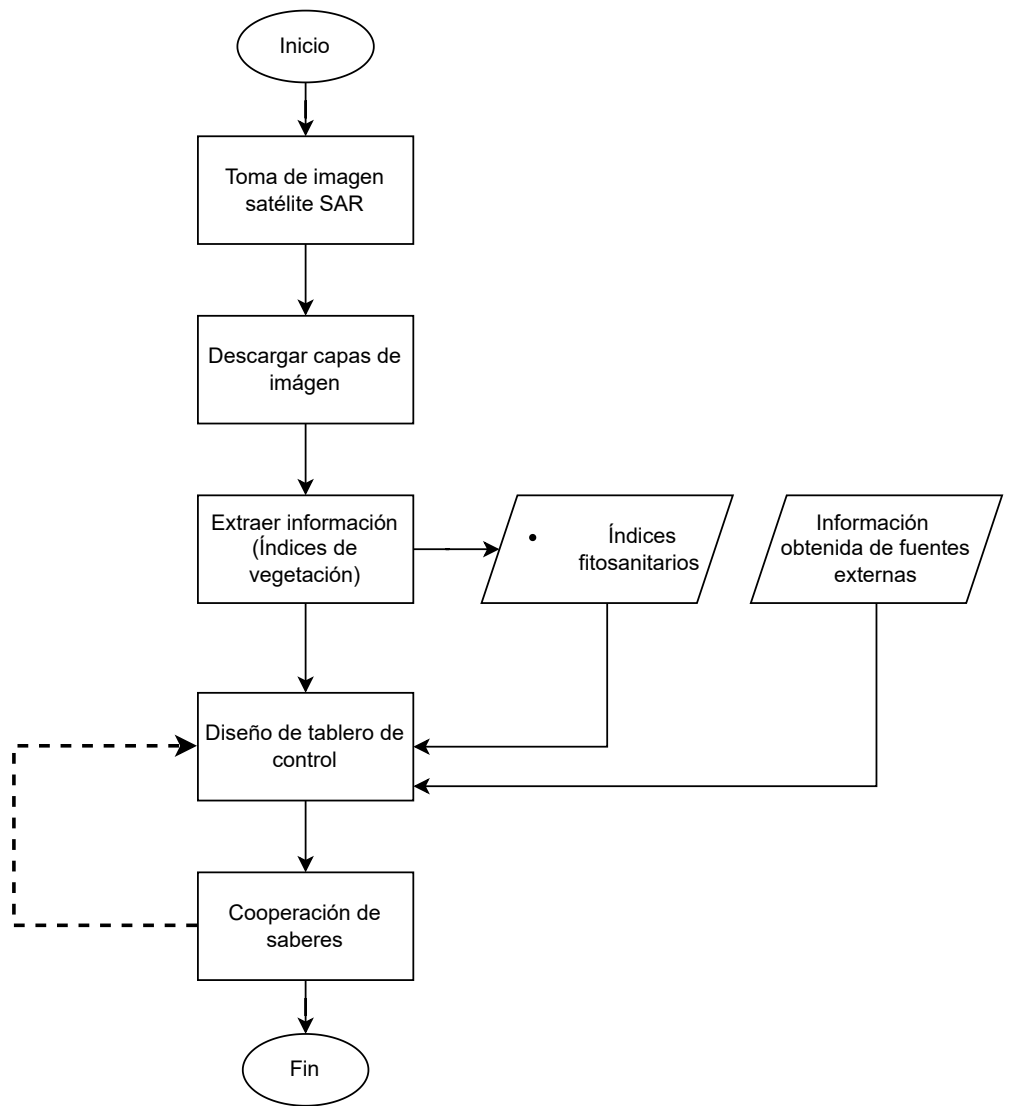 Inicio
Toma de imagen
satélite SAR
Descargar capas de
imágen
Extraer información
(Índices de
vegetación)
• Índices
fitosanitarios
Información
obtenida de fuentes
externas
Diseño de tablero de
control
Cooperación de
saberes
Fin